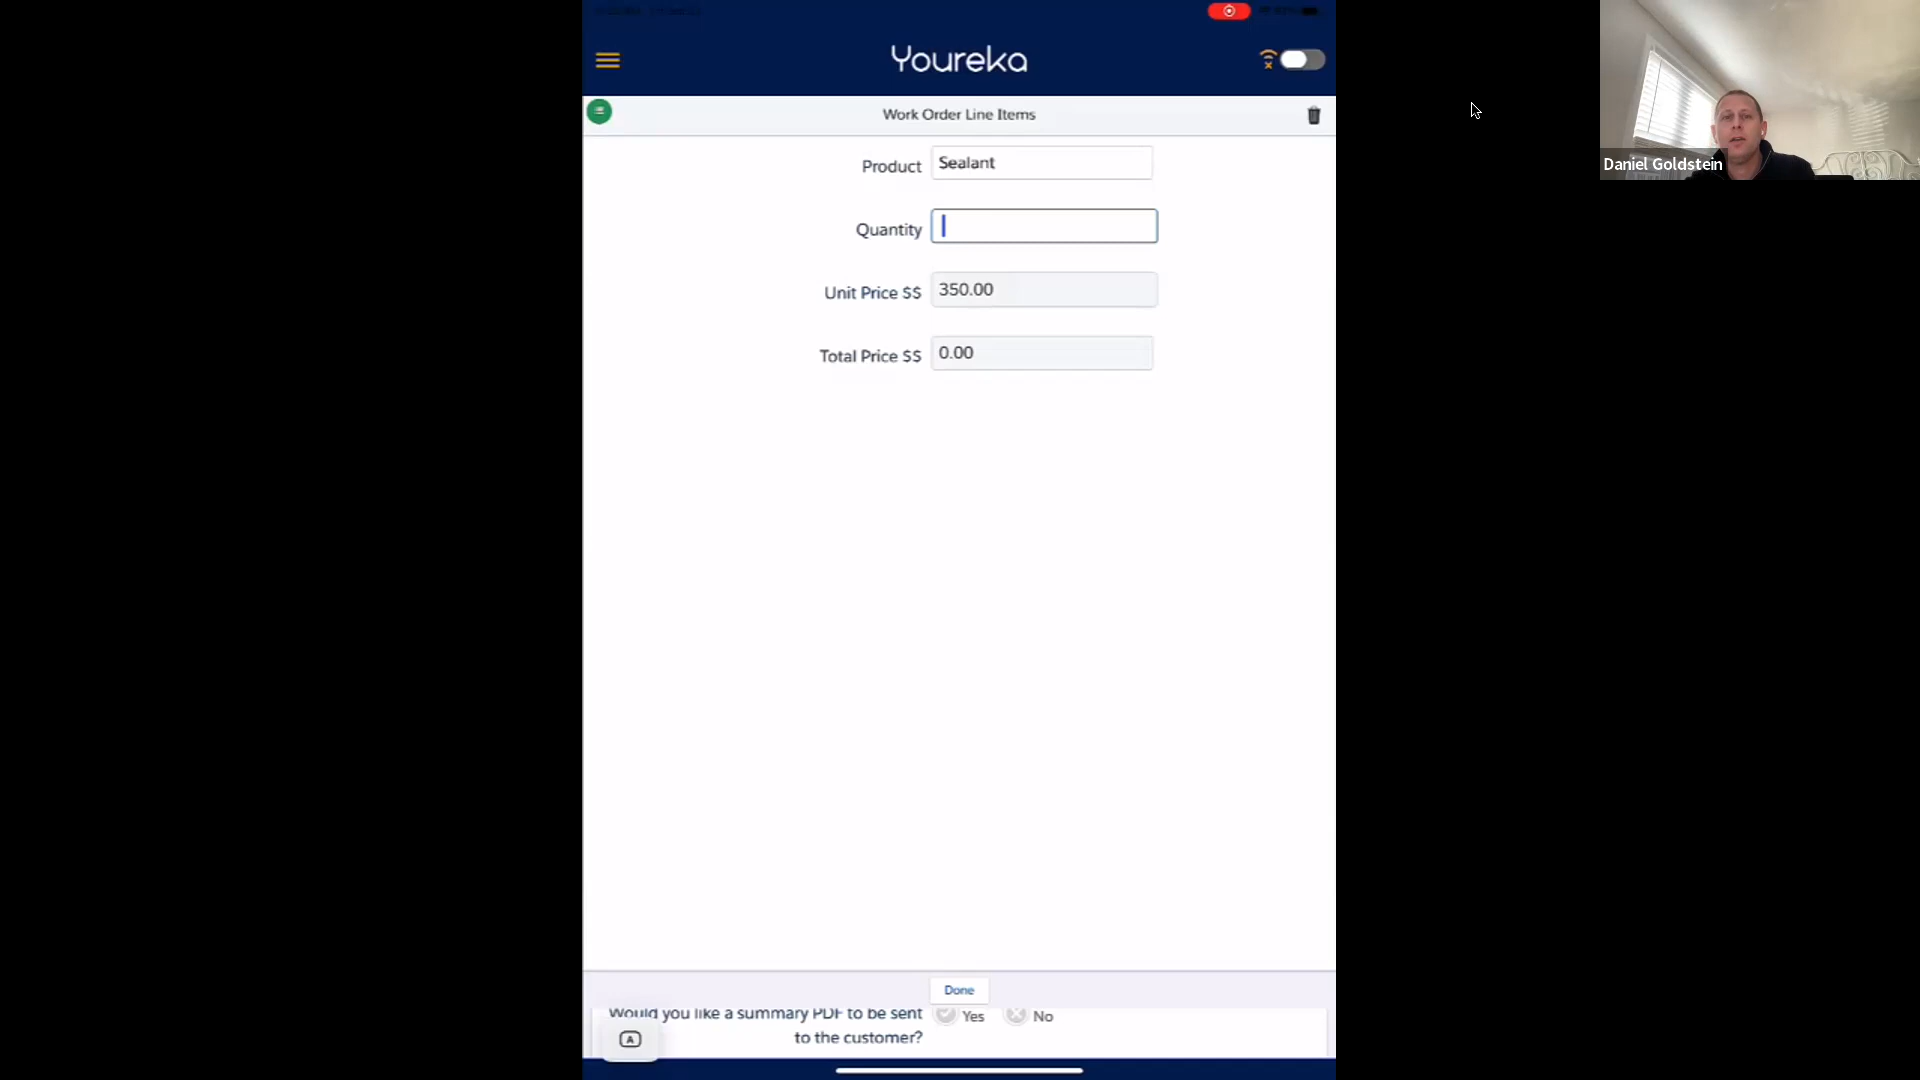 Youreka
Work Order Line Items
Product Sealant
Quantity
Unit Price $$ 350.00
Total Price $$ 0.00
Done
Would you like a summary PDF to be sent to the customer? Yes No
A
Daniel Goldstein